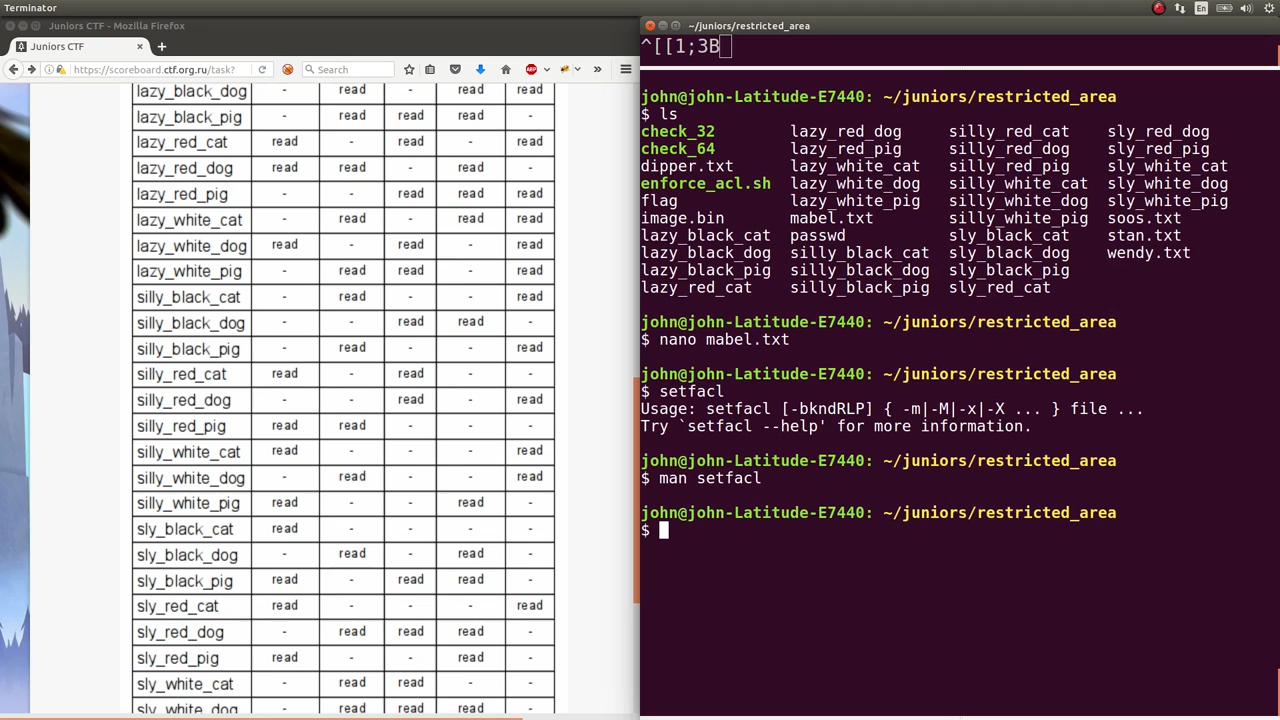 Terminator
En
Juniors CTF - Mozilla Firefox
Juniors CTF ×
https://scoreboard.ctf.org.ru/task?
Search
ABP
lazy_black_dog - read - read read
lazy_black_pig - read read read -
lazy_red_cat read - read - read
lazy_red_dog - read - read read
lazy_red_pig - - read read read
lazy_white_cat - read - read read
lazy_white_dog read - read - read
lazy_white_pig - read read - read
silly_black_cat - read - - read
silly_black_dog - - read read -
silly_black_pig - read - - read
silly_red_cat read - - read -
silly_red_dog - - read - read
silly_red_pig read read - - -
silly_white_cat read - - - read
silly_white_dog - read - - read
silly_white_pig read - - read -
sly_black_cat read - - - -
sly_black_dog - read - read -
sly_black_pig read - read read -
sly_red_cat read - - - read
sly_red_dog - read read read -
sly_red_pig read - - read -
sly_white_cat - read read - -
sly_white_dog - read read read read
~/juniors/restricted_area
^[[1;3B
john@john-Latitude-E7440: ~/juniors/restricted_area
$ ls
check_32 lazy_red_dog silly_red_cat sly_red_dog
check_64 lazy_red_pig silly_red_dog sly_red_pig
dipper.txt lazy_white_cat silly_red_pig sly_white_cat
enforce_acl.sh lazy_white_dog silly_white_cat sly_white_dog
flag lazy_white_pig silly_white_dog sly_white_pig
image.bin mabel.txt silly_white_pig soos.txt
lazy_black_cat passwd sly_black_cat stan.txt
lazy_black_dog silly_black_cat sly_black_dog wendy.txt
lazy_black_pig silly_black_dog sly_black_pig
lazy_red_cat silly_black_pig sly_red_cat
john@john-Latitude-E7440: ~/juniors/restricted_area
$ nano mabel.txt
john@john-Latitude-E7440: ~/juniors/restricted_area
$ setfacl
Usage: setfacl [-bkndRLP] { -m|-M|-x|-X ... } file ...
Try `setfacl --help' for more information.
john@john-Latitude-E7440: ~/juniors/restricted_area
$ man setfacl
john@john-Latitude-E7440: ~/juniors/restricted_area
$